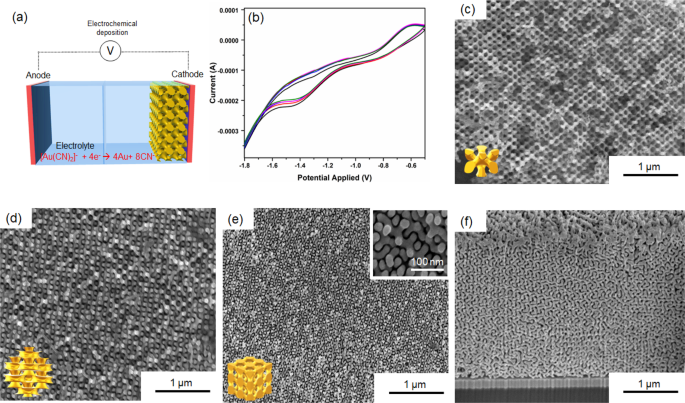 (a)
Electrochemical
deposition
V
Anode
Cathode
Electrolyte
[Au(CN)₂]⁻ + 4e⁻ → 4Au+ 8CN⁻
(b)
0.0001
0.0000
-0.0001
-0.0002
-0.0003
Current (A)
-1.8 -1.6 -1.4 -1.2 -1.0 -0.8 -0.6
Potential Applied (V)
(c)
1 µm
(d)
1 µm
(e)
100 nm
1 µm
(f)
1 µm